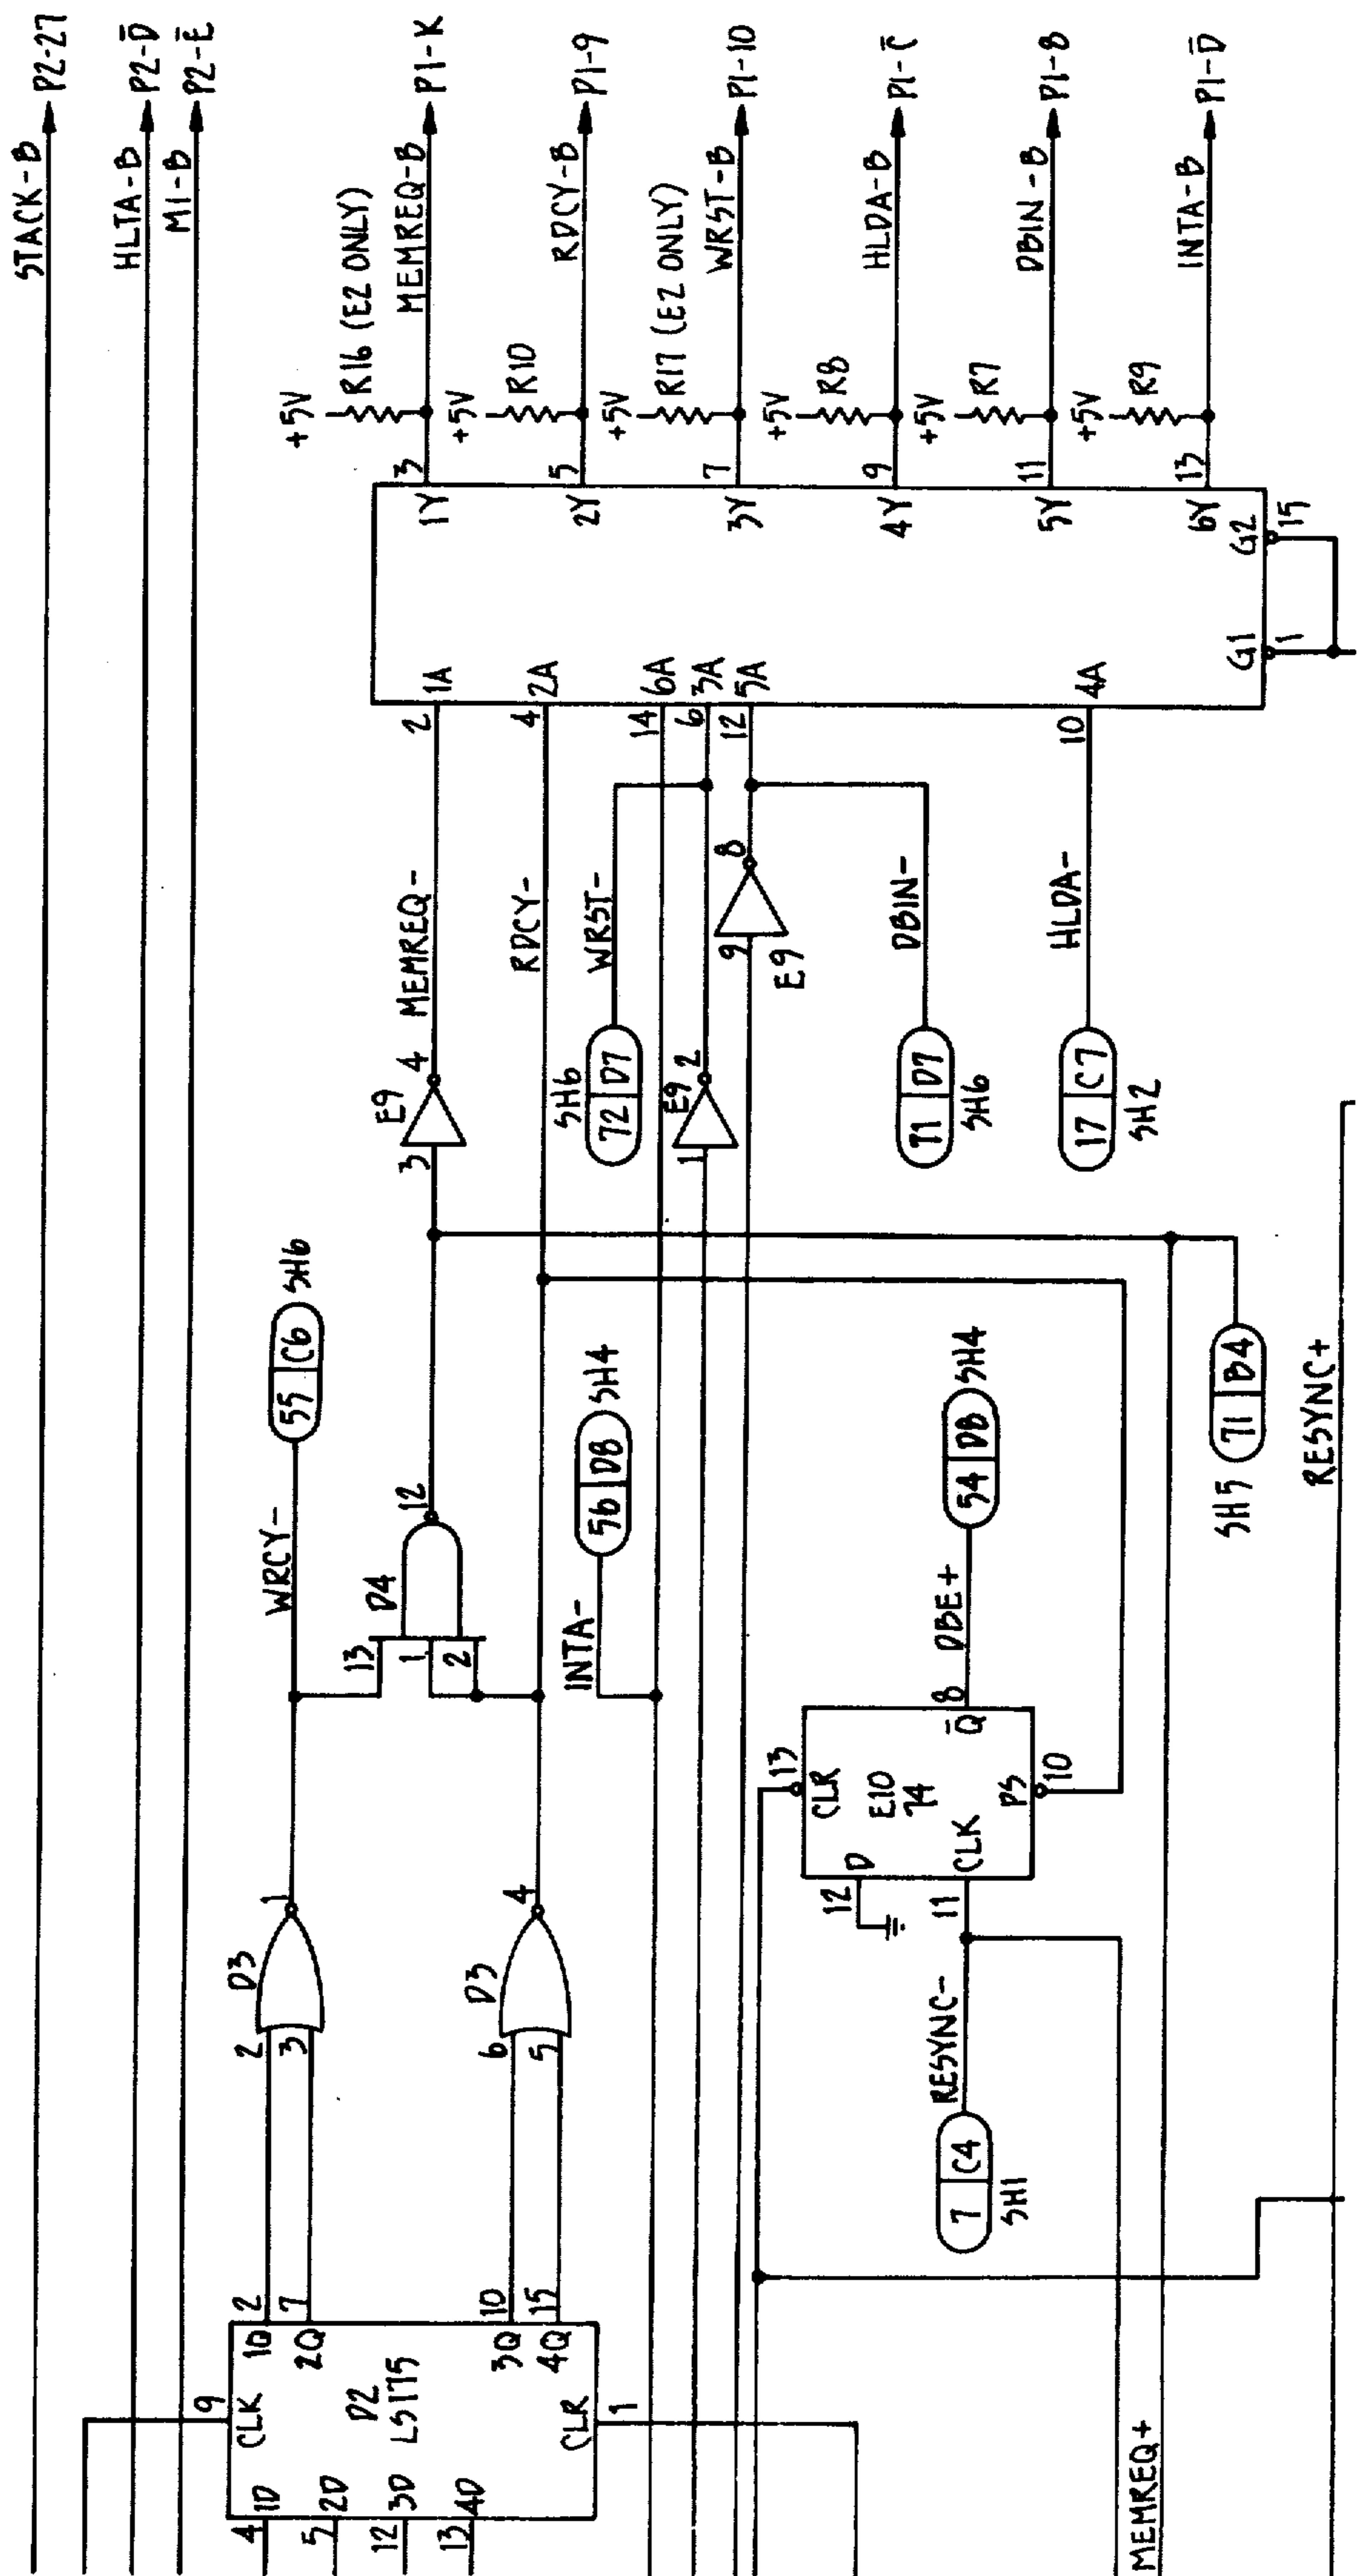 STACK-B P2-27
HLTA-B P2-D̅
M1-B P2-E̅
+5V
R16 (E2 ONLY)
1Y 3 MEMREQ-B P1-K
+5V
R10
2Y 5 RDCY-B P1-9
+5V
R17 (E2 ONLY)
3Y 7 WRST-B P1-10
+5V
R8
4Y 9 HLDA-B P1-C̅
+5V
R7
5Y 11 DBIN-B P1-8
+5V
R9
6Y 13 INTA-B P1-D̅
G1 1
G2 15
2 1A
4 2A
14 6A
6 3A
12 5A
10 4A
3 E9 4 MEMREQ-
RDCY-
WRST-
SH6
72 D7
1 E9 2
9 E9 8
DBIN-
71 D7
SH6
HLDA-
17 C7
SH2
WRCY-
55 C6 SH6
13
1
2
D4
12
INTA-
56 D8 SH4
D3
2
3
1
D3
6
5
4
9
CLK
4 1D
5 2D
12 3D
13 4D
D2
LS175
1Q 2
2Q 7
3Q 10
4Q 15
CLR
1
13
CLR
12 D
E10
74
11 CLK
Q̅ 8 DBE+
54 D8 SH4
PS
10
RESYNC-
7 C4
SH1
SH5 71 B4
MEMREQ+
RESYNC+